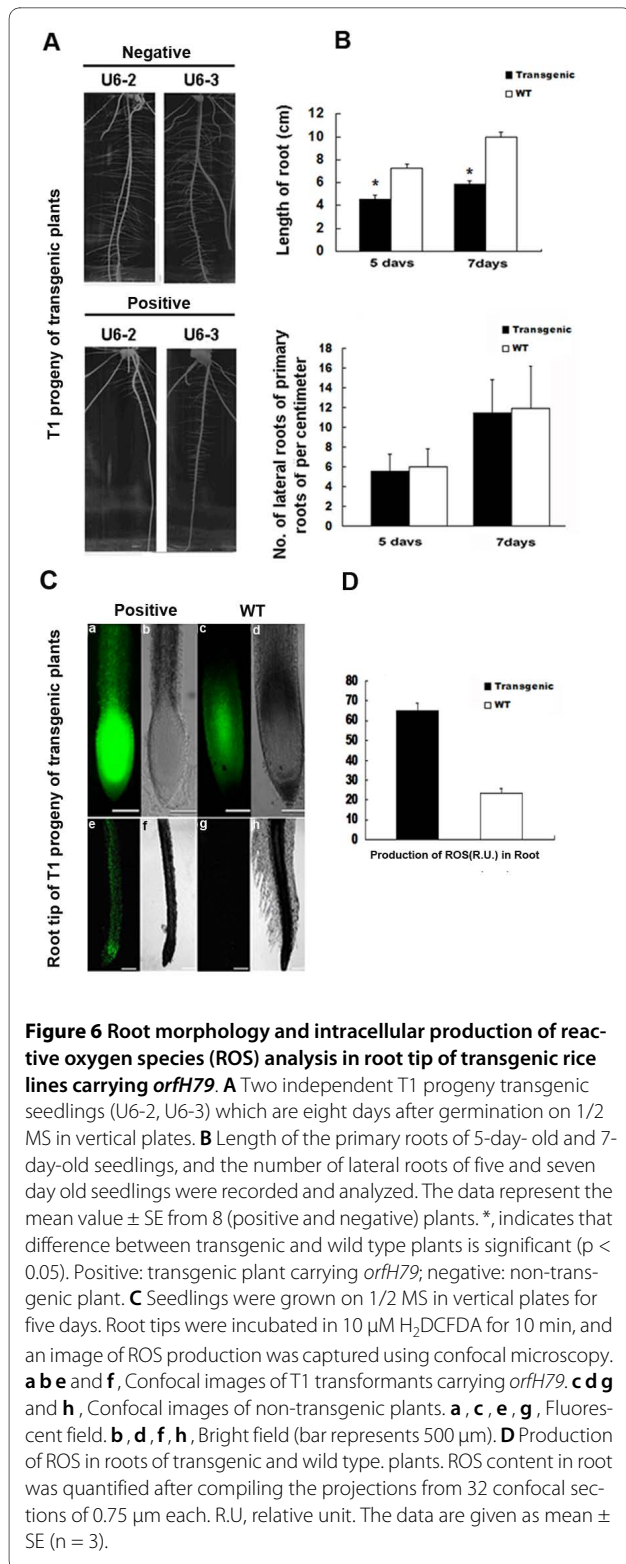 A
Negative
U6-2 U6-3
Positive
U6-2 U6-3
T1 progeny of transgenic plants
B
Transgenic
WT
Length of root (cm)
12
10
8
6
4
2
0
*
*
5 days
7days
Transgenic
WT
No. of lateral roots of primary
roots of per centimeter
18
16
14
12
10
8
6
4
2
0
5 days
7days
C
Positive WT
a b c d
e f g h
Root tip of T1 progeny of transgenic plants
D
Transgenic
WT
80
70
60
50
40
30
20
10
0
Production of ROS(R.U.) in Root
Figure 6 Root morphology and intracellular production of reac-
tive oxygen species (ROS) analysis in root tip of transgenic rice
lines carrying orfH79. A Two independent T1 progeny transgenic
seedlings (U6-2, U6-3) which are eight days after germination on 1/2
MS in vertical plates. B Length of the primary roots of 5-day- old and 7-
day-old seedlings, and the number of lateral roots of five and seven
day old seedlings were recorded and analyzed. The data represent the
mean value ± SE from 8 (positive and negative) plants. *, indicates that
difference between transgenic and wild type plants is significant (p <
0.05). Positive: transgenic plant carrying orfH79; negative: non-trans-
genic plant. C Seedlings were grown on 1/2 MS in vertical plates for
five days. Root tips were incubated in 10 μM H₂DCFDA for 10 min, and
an image of ROS production was captured using confocal microscopy.
a b e and f , Confocal images of T1 transformants carrying orfH79. c d g
and h , Confocal images of non-transgenic plants. a , c , e , g , Fluores-
cent field. b , d , f , h , Bright field (bar represents 500 μm). D Production
of ROS in roots of transgenic and wild type. plants. ROS content in root
was quantified after compiling the projections from 32 confocal sec-
tions of 0.75 μm each. R.U, relative unit. The data are given as mean ±
SE (n = 3).